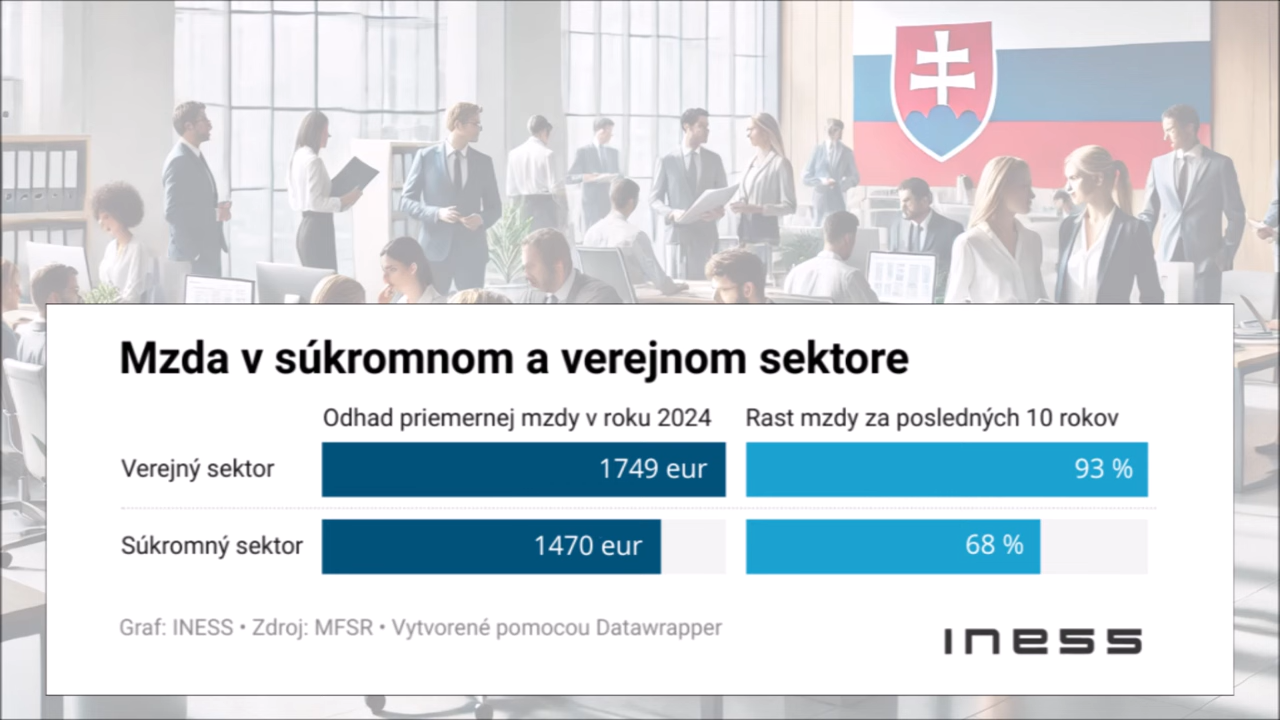 Mzda v súkromnom a verejnom sektore
Odhad priemernej mzdy v roku 2024 Rast mzdy za posledných 10 rokov
Verejný sektor 1749 eur 93 %
Súkromný sektor 1470 eur 68 %
Graf: INESS • Zdroj: MFSR • Vytvorené pomocou Datawrapper
INESS